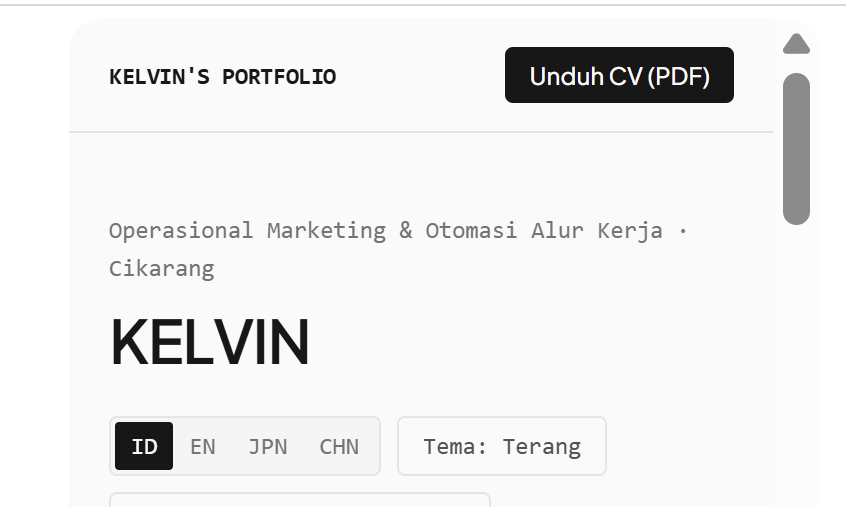 KELVIN'S PORTFOLIO
Unduh CV (PDF)
Operasional Marketing & Otomasi Alur Kerja ·
Cikarang
KELVIN
ID EN JPN CHN
Tema: Terang